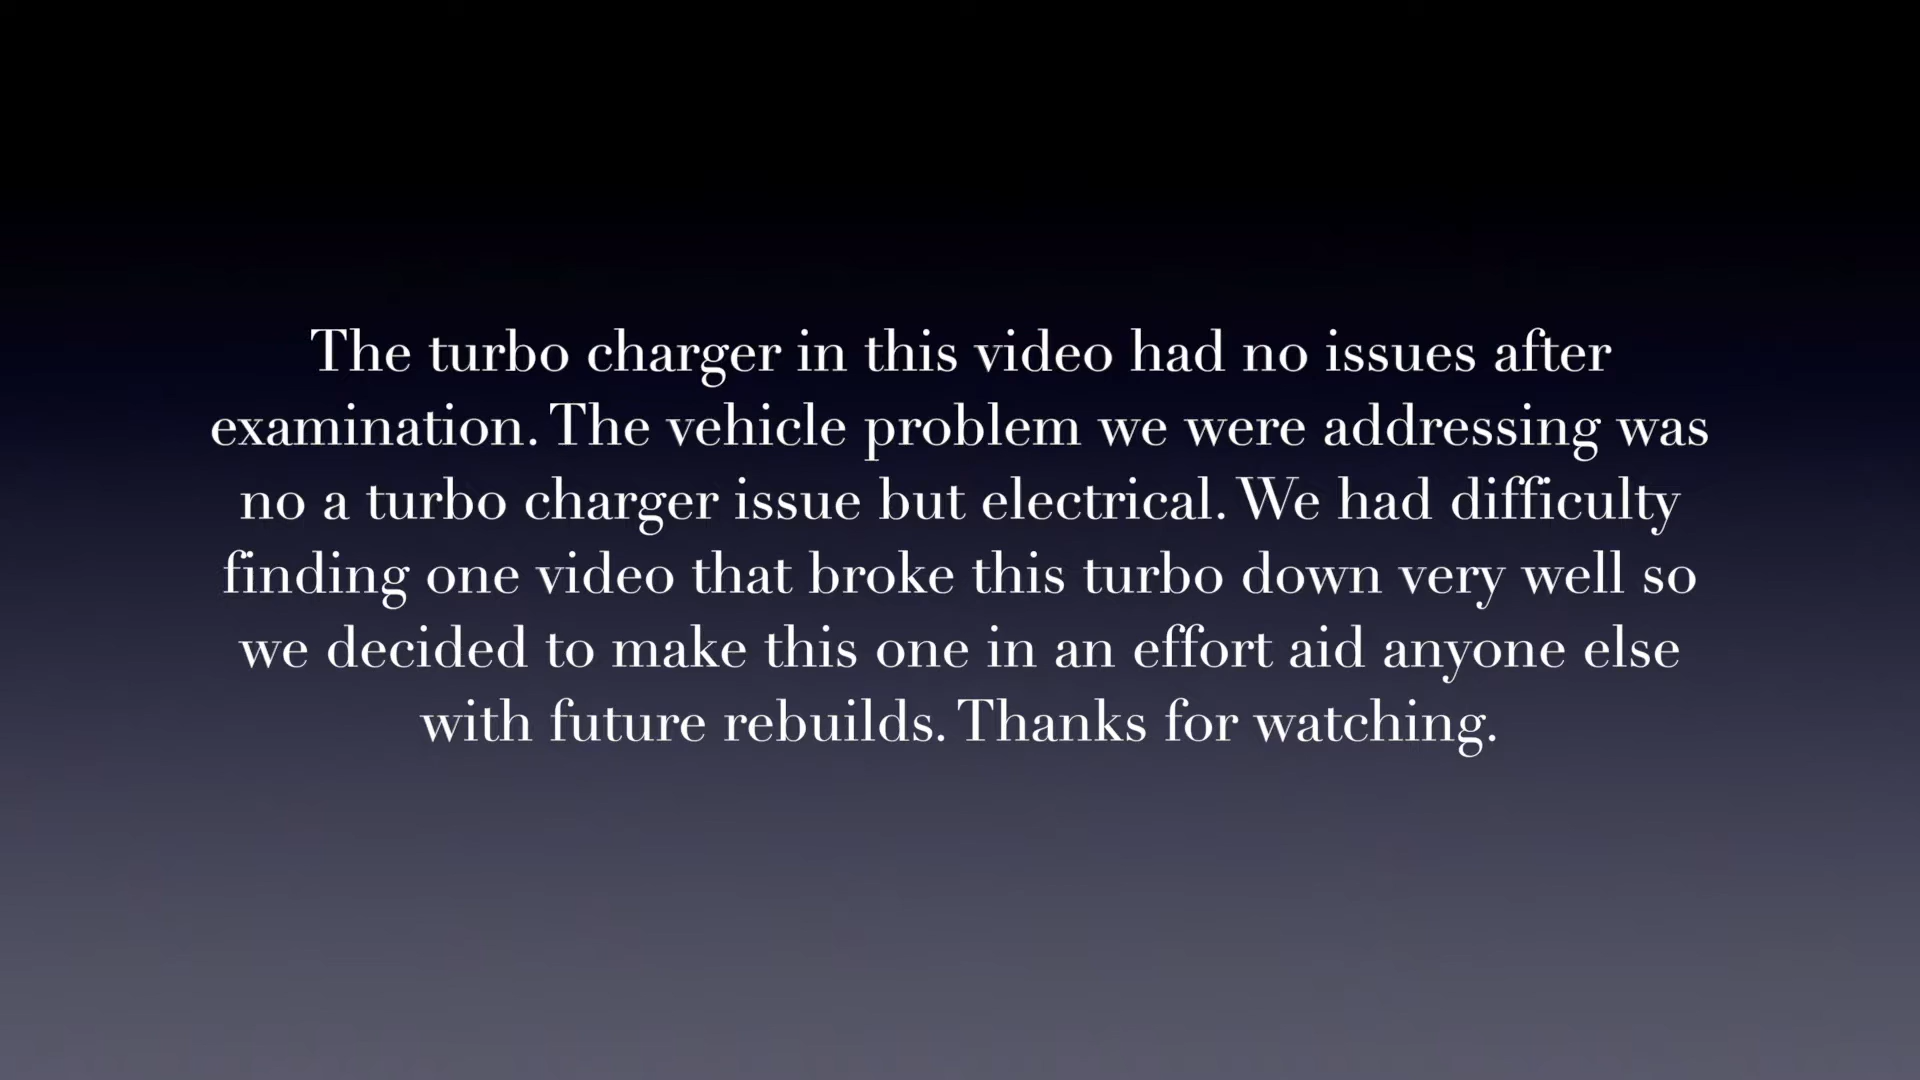 The turbo charger in this video had no issues after
examination. The vehicle problem we were addressing was
no a turbo charger issue but electrical. We had difficulty
finding one video that broke this turbo down very well so
we decided to make this one in an effort aid anyone else
with future rebuilds. Thanks for watching.